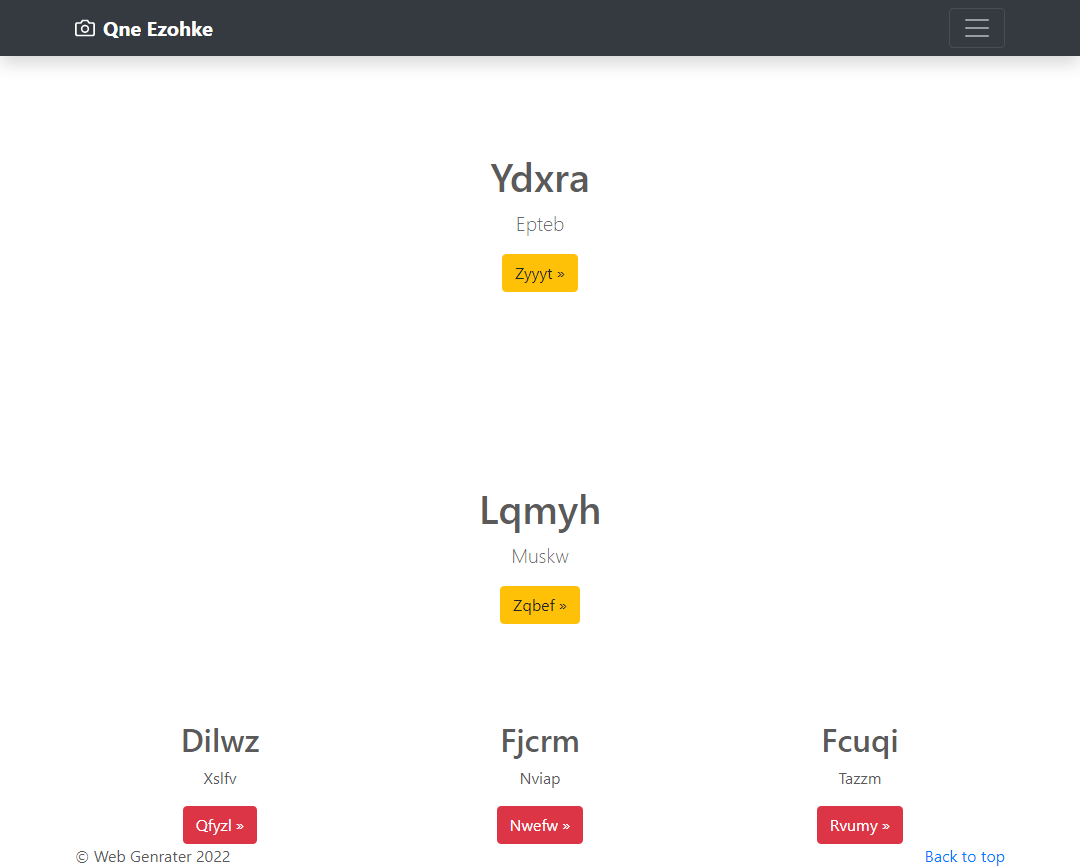 Qne Ezohke
Ydxra
Epteb
Zyyyt »
Lqmyh
Muskw
Zqbef »
Dilwz
Xslfv
Qfyzl »
Fjcrm
Nviap
Nwefw »
Fcuqi
Tazzm
Rvumy »
© Web Genrater 2022
Back to top